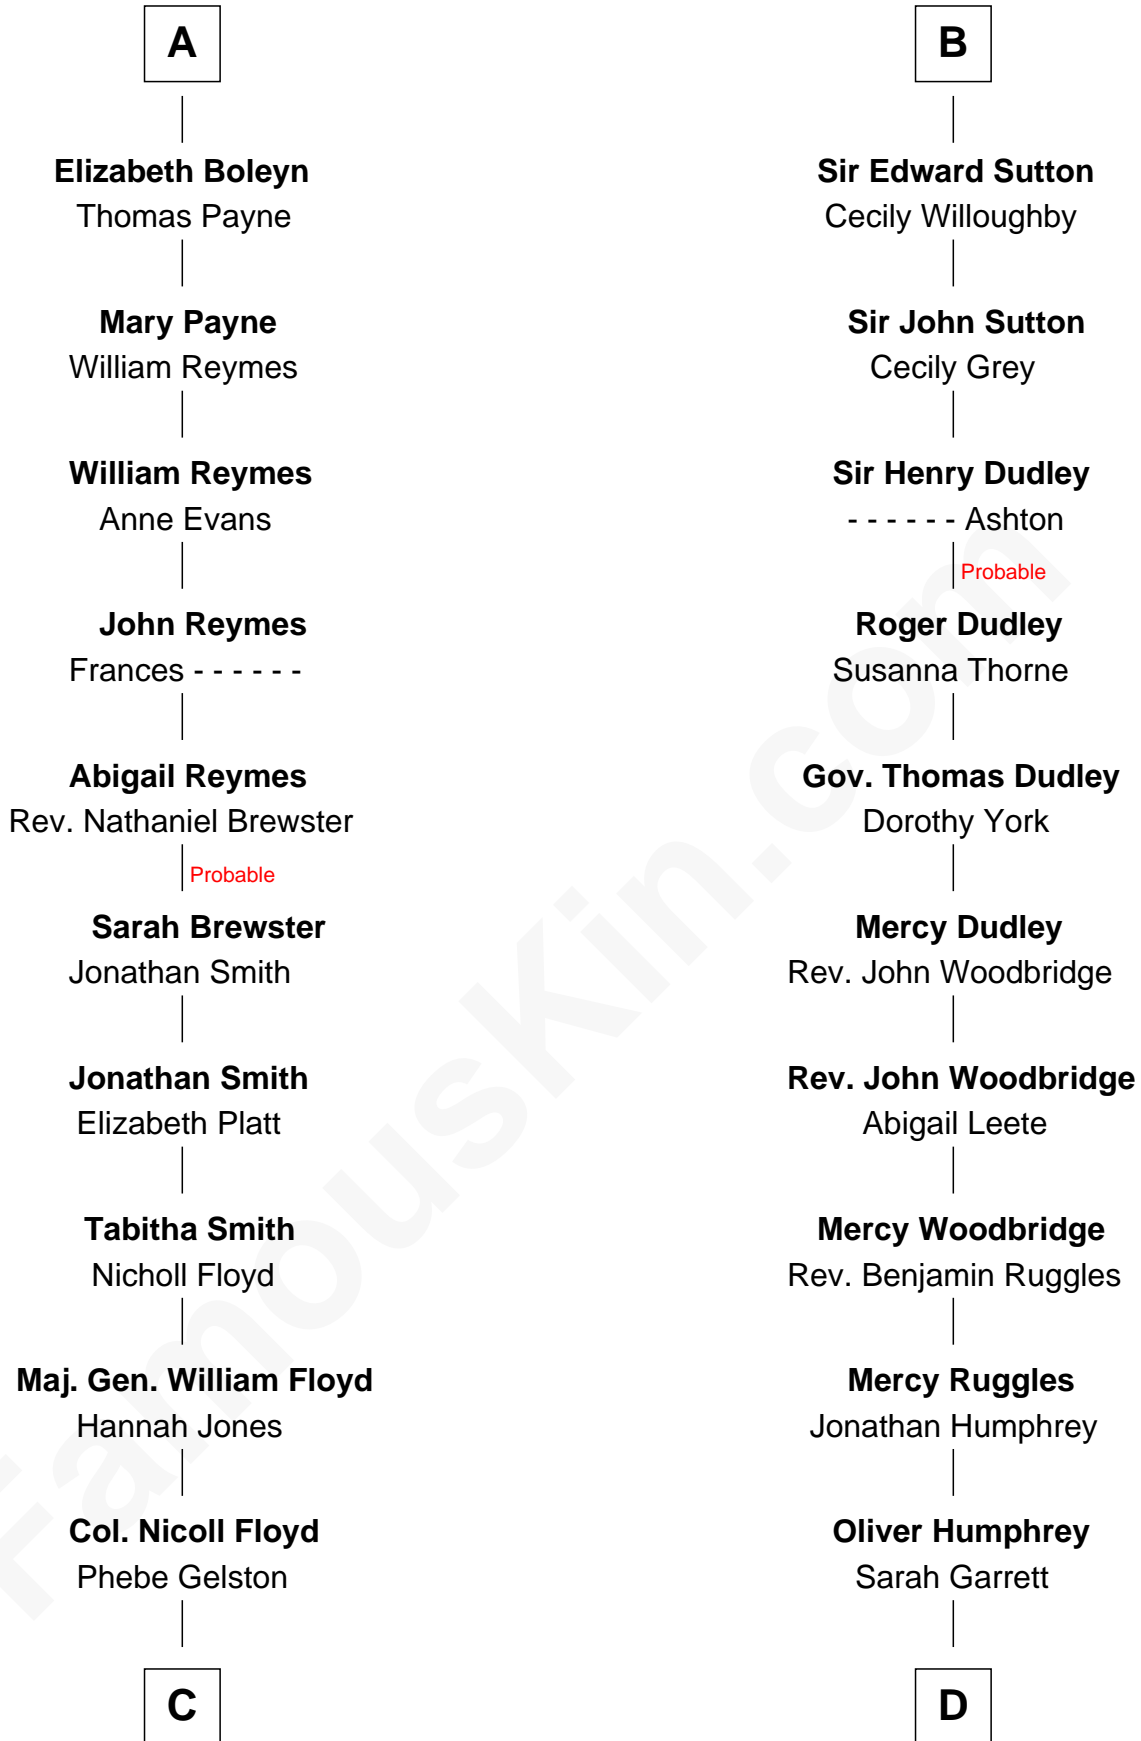 A
Elizabeth Boleyn
Thomas Payne
Mary Payne
William Reymes
William Reymes
Anne Evans
John Reymes
Frances - - - - - -
Abigail Reymes
Rev. Nathaniel Brewster
Probable
Sarah Brewster
Jonathan Smith
Jonathan Smith
Elizabeth Platt
Tabitha Smith
Nicholl Floyd
Maj. Gen. William Floyd
Hannah Jones
Col. Nicoll Floyd
Phebe Gelston
C
B
Sir Edward Sutton
Cecily Willoughby
Sir John Sutton
Cecily Grey
Sir Henry Dudley
- - - - - - Ashton
Probable
Roger Dudley
Susanna Thorne
Gov. Thomas Dudley
Dorothy York
Mercy Dudley
Rev. John Woodbridge
Rev. John Woodbridge
Abigail Leete
Mercy Woodbridge
Rev. Benjamin Ruggles
Mercy Ruggles
Jonathan Humphrey
Oliver Humphrey
Sarah Garrett
D
FamousKin.com